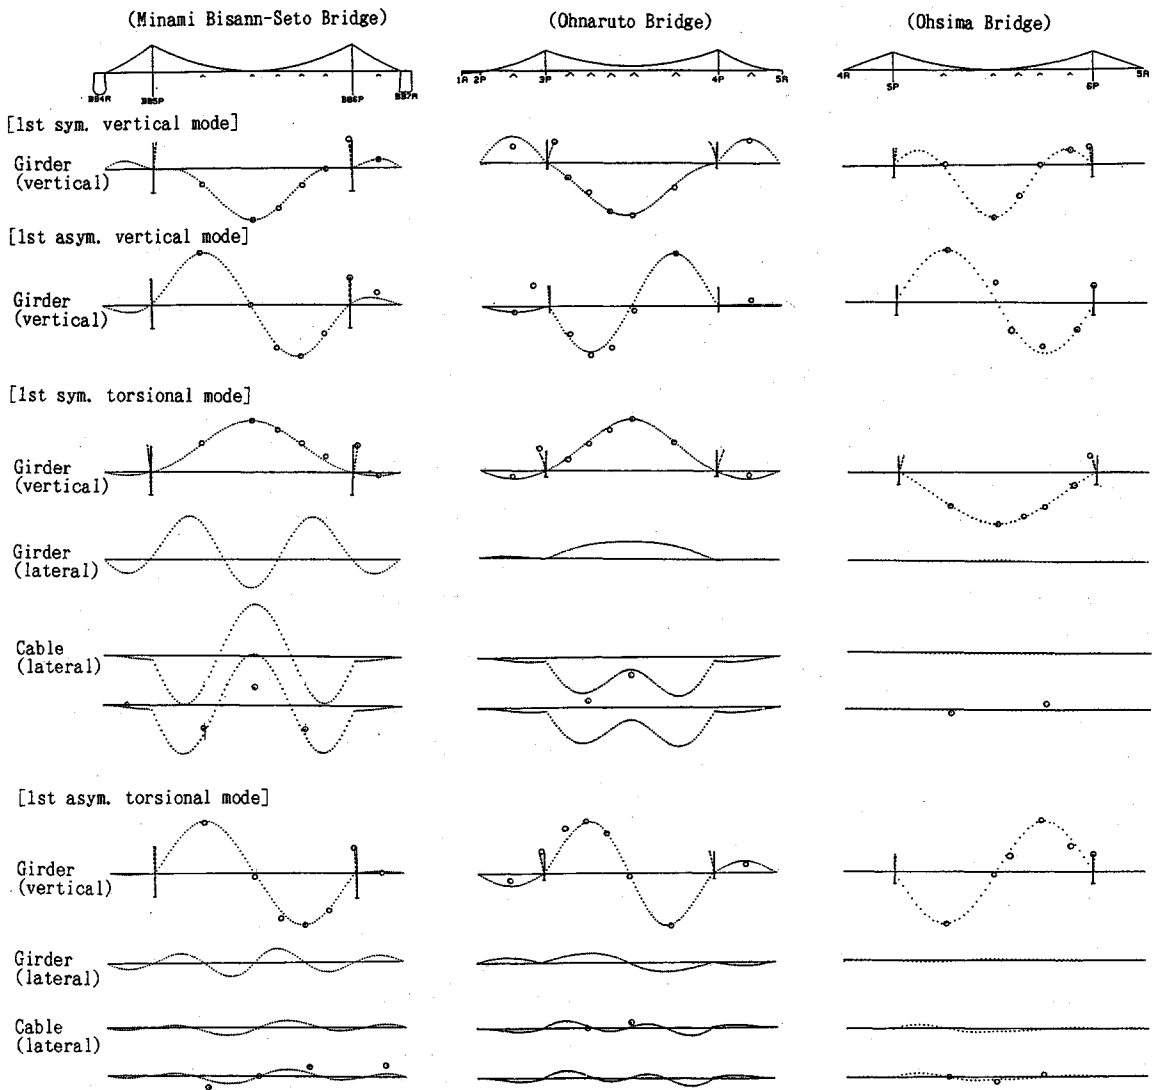 (Minami Bisann-Seto Bridge) (Ohnaruto Bridge) (Ohsima Bridge)
BB4A BB5P BB6P BB7A 1A 2P 3P 4P 5A 4A 5P 6P 5A
[1st sym. vertical mode]
Girder
(vertical)
[1st asym. vertical mode]
Girder
(vertical)
[1st sym. torsional mode]
Girder
(vertical)
Girder
(lateral)
Cable
(lateral)
[1st asym. torsional mode]
Girder
(vertical)
Girder
(lateral)
Cable
(lateral)